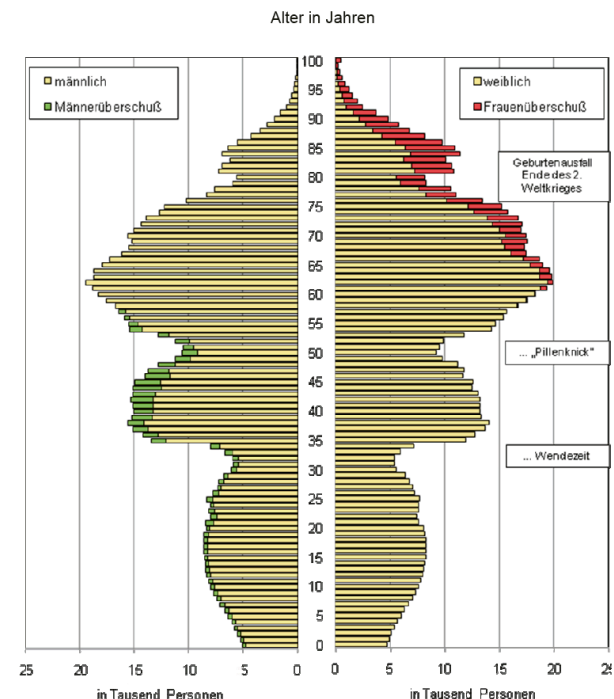 Alter in Jahren
männlich
Männerüberschuß
weiblich
Frauenüberschuß
100
95
90
85
80
75
70
65
60
55
50
45
40
35
30
25
20
15
10
5
0
Geburtenausfall
Ende des 2.
Weltkrieges
... „Pillenknick"
... Wendezeit
25 20 15 10 5 0
0 5 10 15 20 25
in Tausend Personen
in Tausend Personen